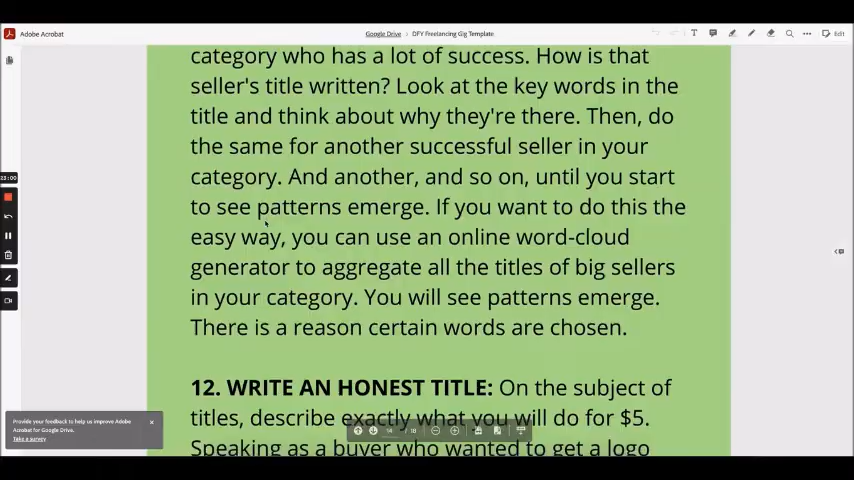 Adobe Acrobat
Google Drive
DFY Freelancing Gig Template
Edit
category who has a lot of success. How is that
seller's title written? Look at the key words in the
title and think about why they're there. Then, do
the same for another successful seller in your
category. And another, and so on, until you start
to see patterns emerge. If you want to do this the
easy way, you can use an online word-cloud
generator to aggregate all the titles of big sellers
in your category. You will see patterns emerge.
There is a reason certain words are chosen.
12. WRITE AN HONEST TITLE: On the subject of
titles, describe exactly what you will do for $5.
Speaking as a buyer who wanted to get a logo
Provide your feedback to help us improve Adobe
Acrobat for Google Drive.
Take a survey